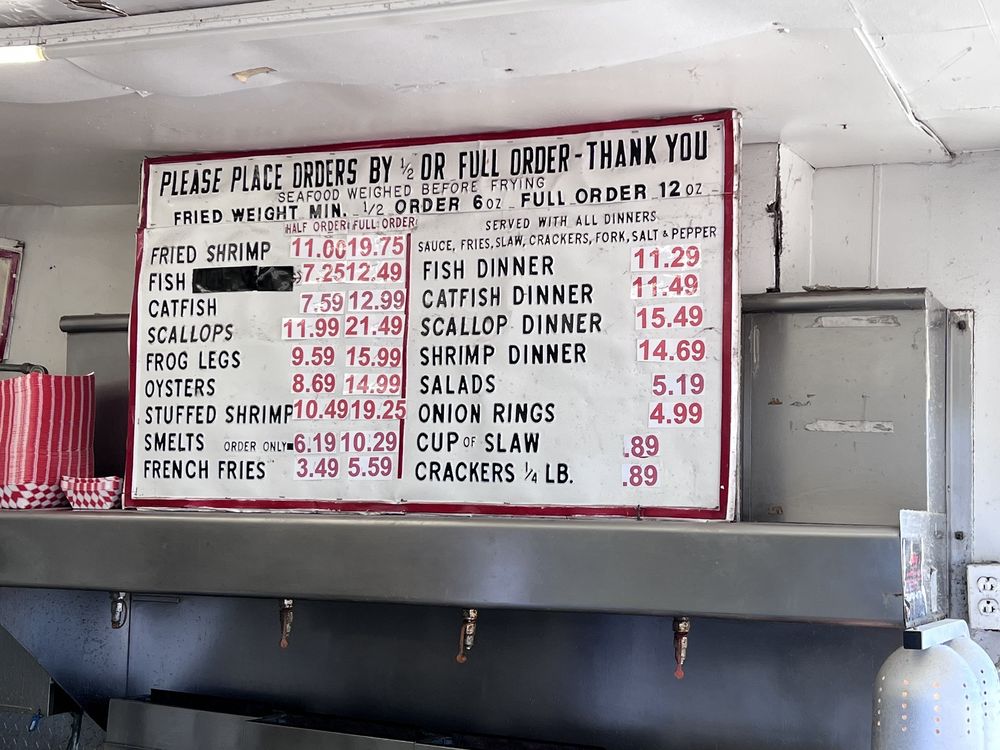 PLEASE PLACE ORDERS BY 1/2 OR FULL ORDER - THANK YOU
SEAFOOD WEIGHED BEFORE FRYING
FRIED WEIGHT MIN. 1/2 ORDER 6 OZ FULL ORDER 12 OZ
HALF ORDER FULL ORDER
FRIED SHRIMP 11.00 19.75
FISH 7.25 12.49
CATFISH 7.59 12.99
SCALLOPS 11.99 21.49
FROG LEGS 9.59 15.99
OYSTERS 8.69 14.99
STUFFED SHRIMP 10.49 19.25
SMELTS ORDER ONLY 6.19 10.29
FRENCH FRIES 3.49 5.59
SERVED WITH ALL DINNERS
SAUCE, FRIES, SLAW, CRACKERS, FORK, SALT & PEPPER
FISH DINNER 11.29
CATFISH DINNER 11.49
SCALLOP DINNER 15.49
SHRIMP DINNER 14.69
SALADS 5.19
ONION RINGS 4.99
CUP OF SLAW .89
CRACKERS 1/4 LB. .89